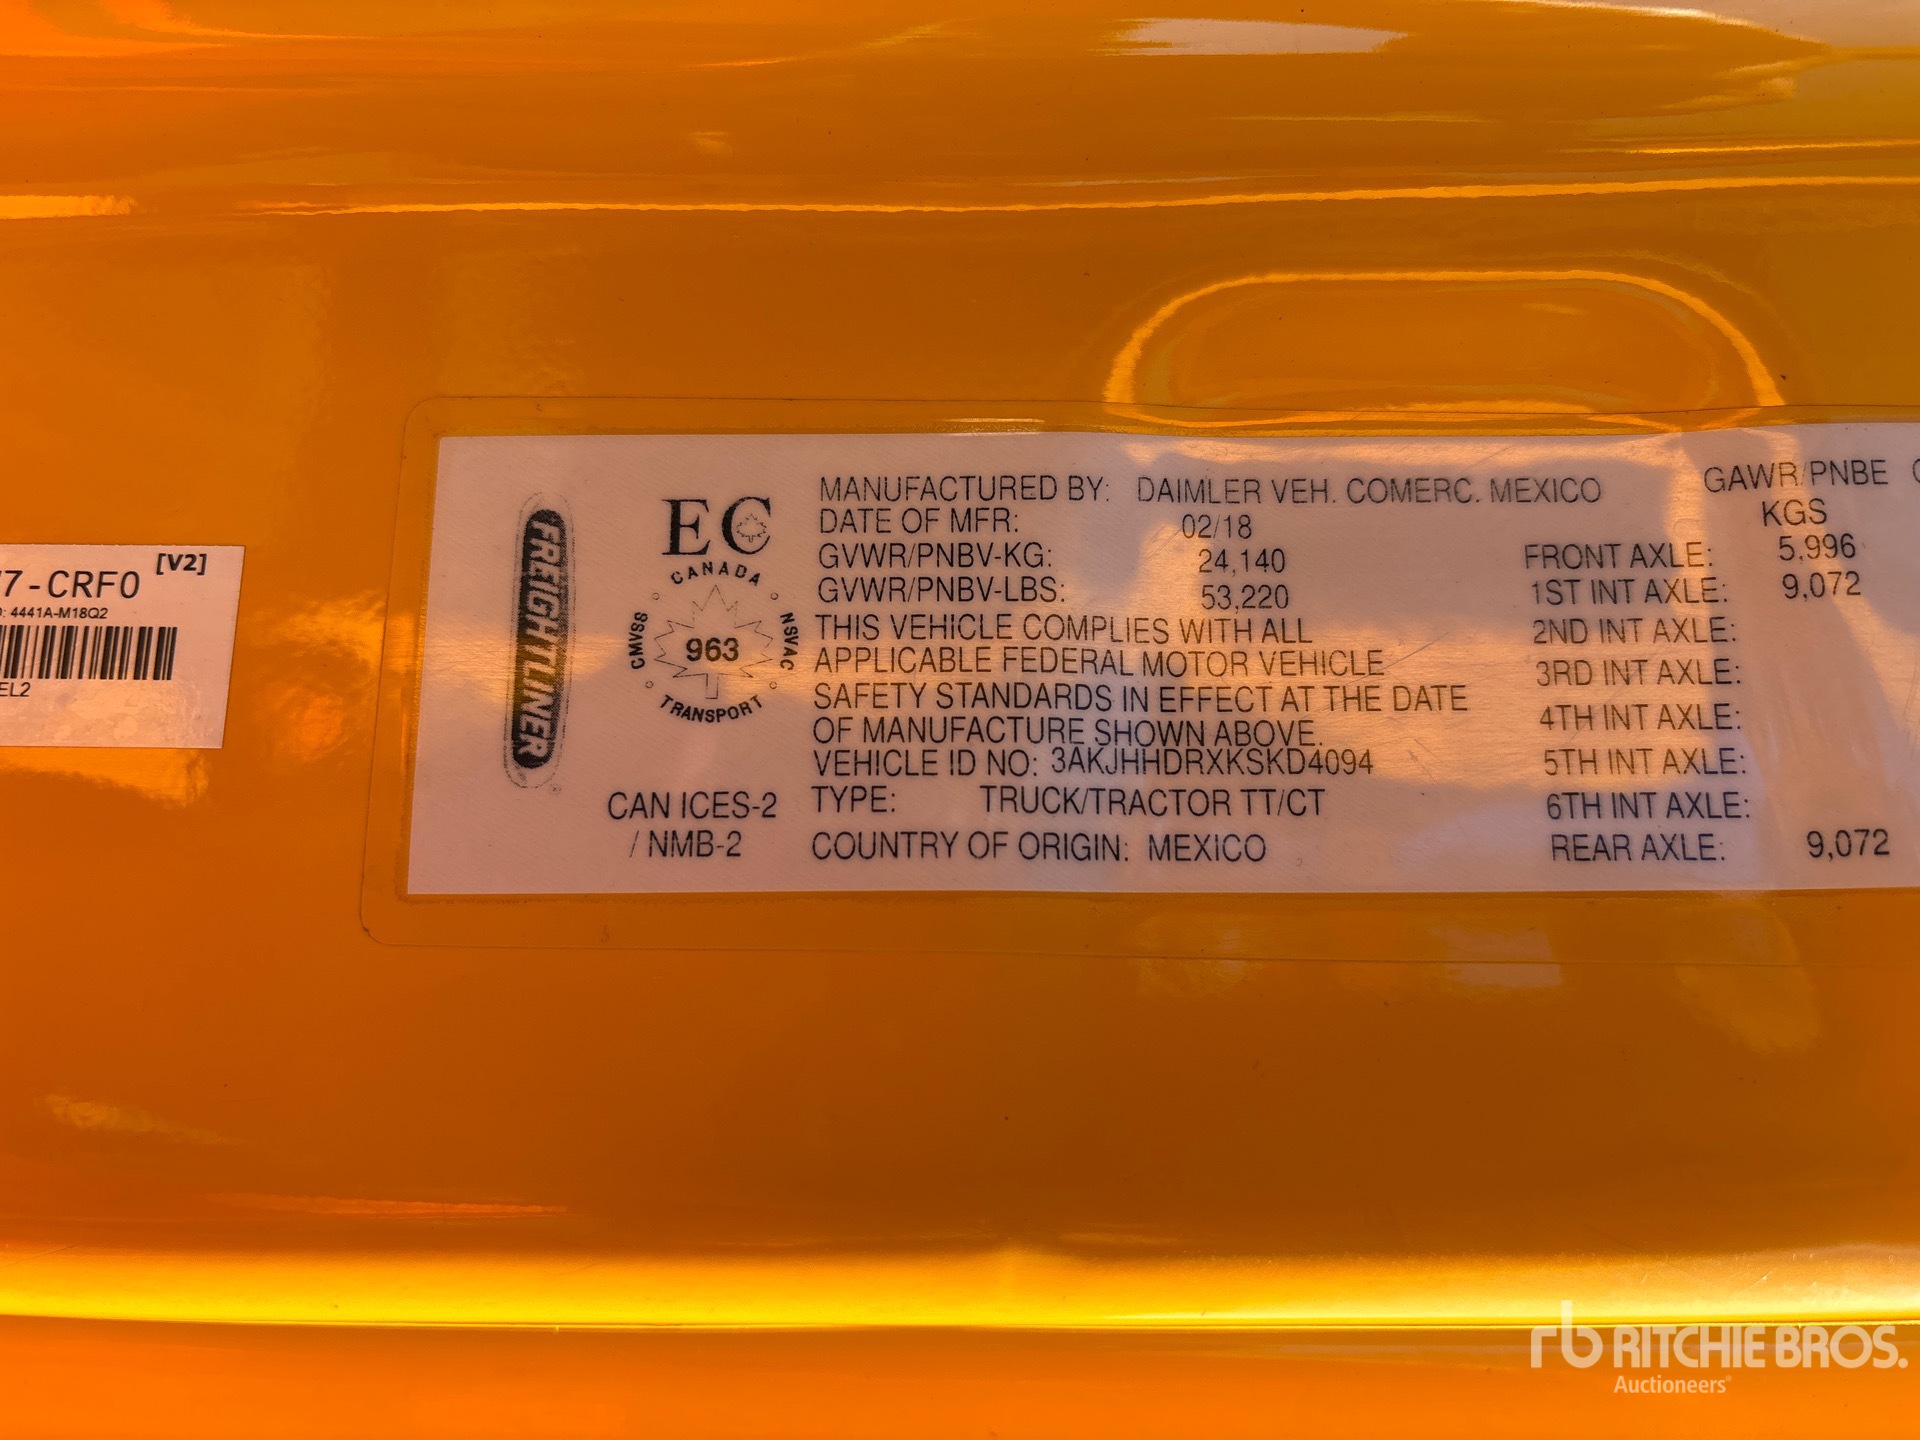 [V2]
7-CRF0
: 4441A-M18Q2
EL2
FREIGHTLINER
EC
CANADA
CMVSS
963
NSVAC
TRANSPORT
CAN ICES-2
/ NMB-2
MANUFACTURED BY: DAIMLER VEH. COMERC. MEXICO
DATE OF MFR: 02/18
GVWR/PNBV-KG: 24,140
GVWR/PNBV-LBS: 53,220
THIS VEHICLE COMPLIES WITH ALL
APPLICABLE FEDERAL MOTOR VEHICLE
SAFETY STANDARDS IN EFFECT AT THE DATE
OF MANUFACTURE SHOWN ABOVE.
VEHICLE ID NO: 3AKJHHDRXKSKD4094
TYPE: TRUCK/TRACTOR TT/CT
COUNTRY OF ORIGIN: MEXICO
GAWR/PNBE
KGS
FRONT AXLE: 5,996
1ST INT AXLE: 9,072
2ND INT AXLE:
3RD INT AXLE:
4TH INT AXLE:
5TH INT AXLE:
6TH INT AXLE:
REAR AXLE: 9,072
rb RITCHIE BROS.
Auctioneers